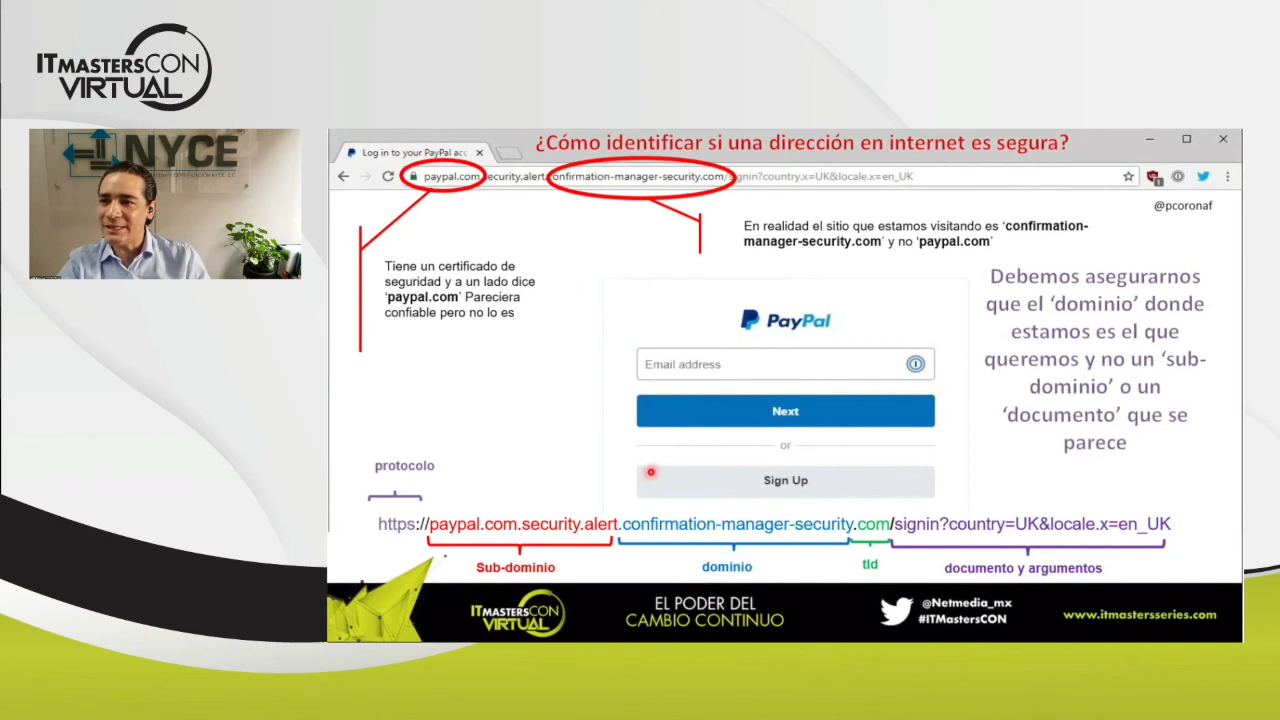 ITMASTERSCON
VIRTUAL
NYCE
¿Cómo identificar si una dirección en internet es segura?
Log in to your PayPal acc
paypal.com.security.alert.confirmation-manager-security.com/signin?country.x=UK&locale.x=en_UK
@pcoronaf
En realidad el sitio que estamos visitando es ‘confirmation-
manager-security.com’ y no ‘paypal.com’
Tiene un certificado de
seguridad y a un lado dice
‘paypal.com’ Pareciera
confiable pero no lo es
Debemos asegurarnos
que el ‘dominio’ donde
estamos es el que
queremos y no un ‘sub-
dominio’ o un
‘documento’ que se
parece
PayPal
Email address
Next
or
Sign Up
protocolo
https://paypal.com.security.alert.confirmation-manager-security.com/signin?country=UK&locale.x=en_UK
Sub-dominio
dominio
tld
documento y argumentos
ITMASTERSCON
VIRTUAL
EL PODER DEL
CAMBIO CONTINUO
@Netmedia_mx
#ITMastersCON
www.itmastersseries.com